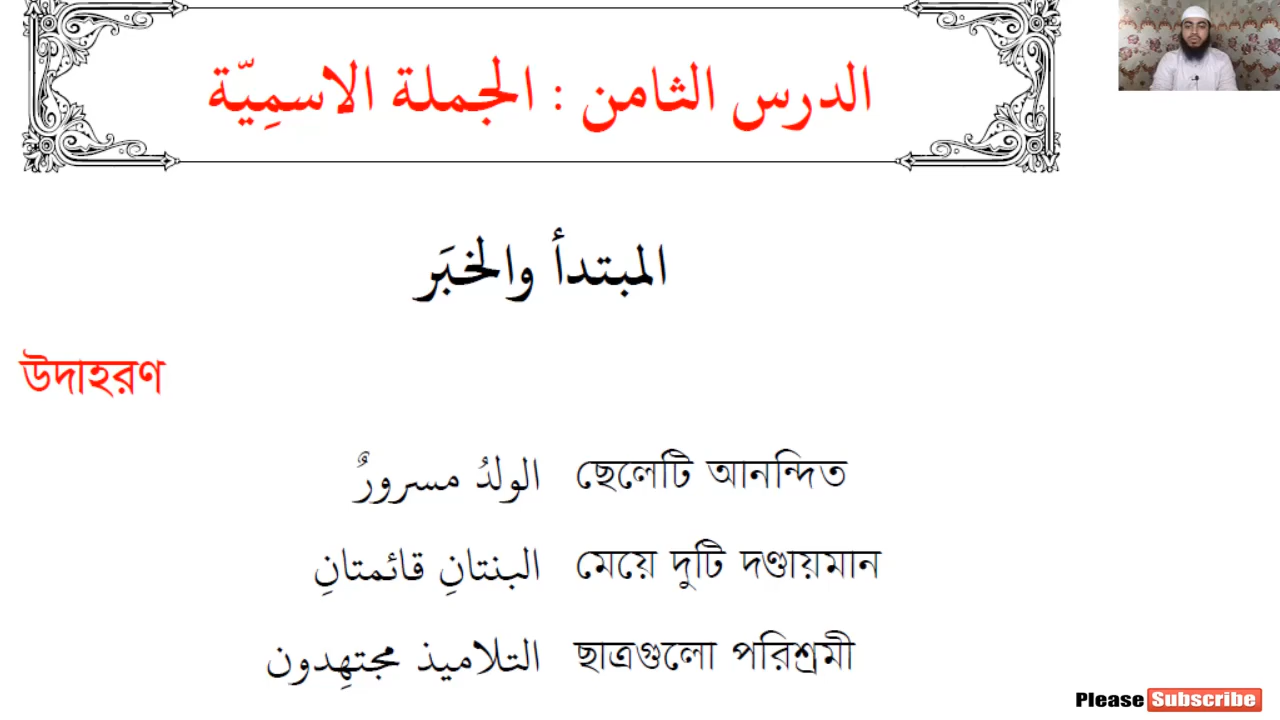 الدرس الثامن : الجملة الاسمِيّة
المبتدأ والخبَر
উদাহরণ
الولدُ مسرورٌ ছেলেটি আনন্দিত
البنتانِ قائمتانِ মেয়ে দুটি দণ্ডায়মান
التلاميذ مجتهِدون ছাত্রগুলো পরিশ্রমী
Please Subscribe